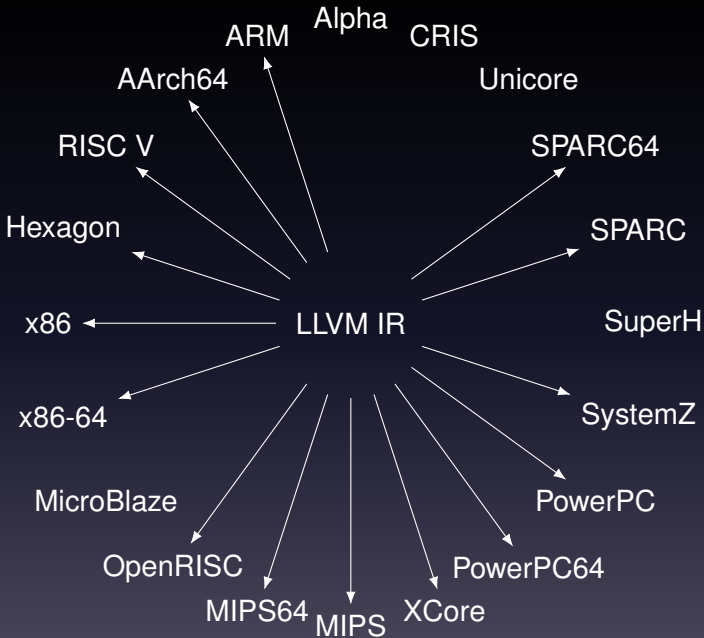 Alpha
ARM
CRIS
AArch64
Unicore
RISC V
SPARC64
Hexagon
SPARC
x86
LLVM IR
SuperH
x86-64
SystemZ
MicroBlaze
PowerPC
OpenRISC
PowerPC64
MIPS64
MIPS
XCore